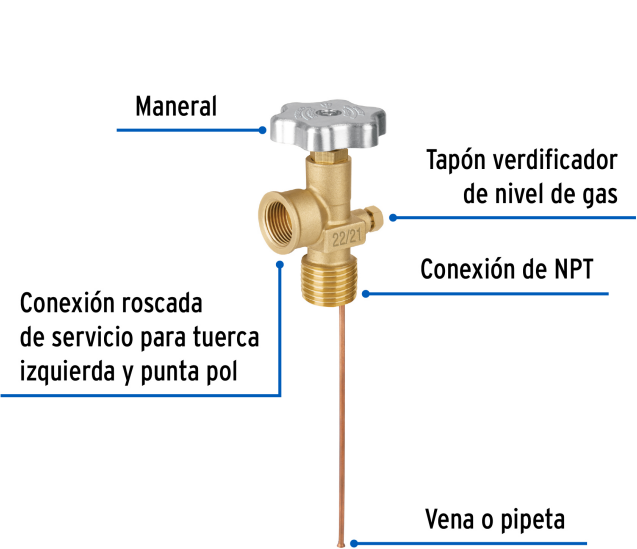 Maneral
Tapón verdificador
de nivel de gas
22/21
Conexión de NPT
Conexión roscada
de servicio para tuerca
izquierda y punta pol
Vena o pipeta